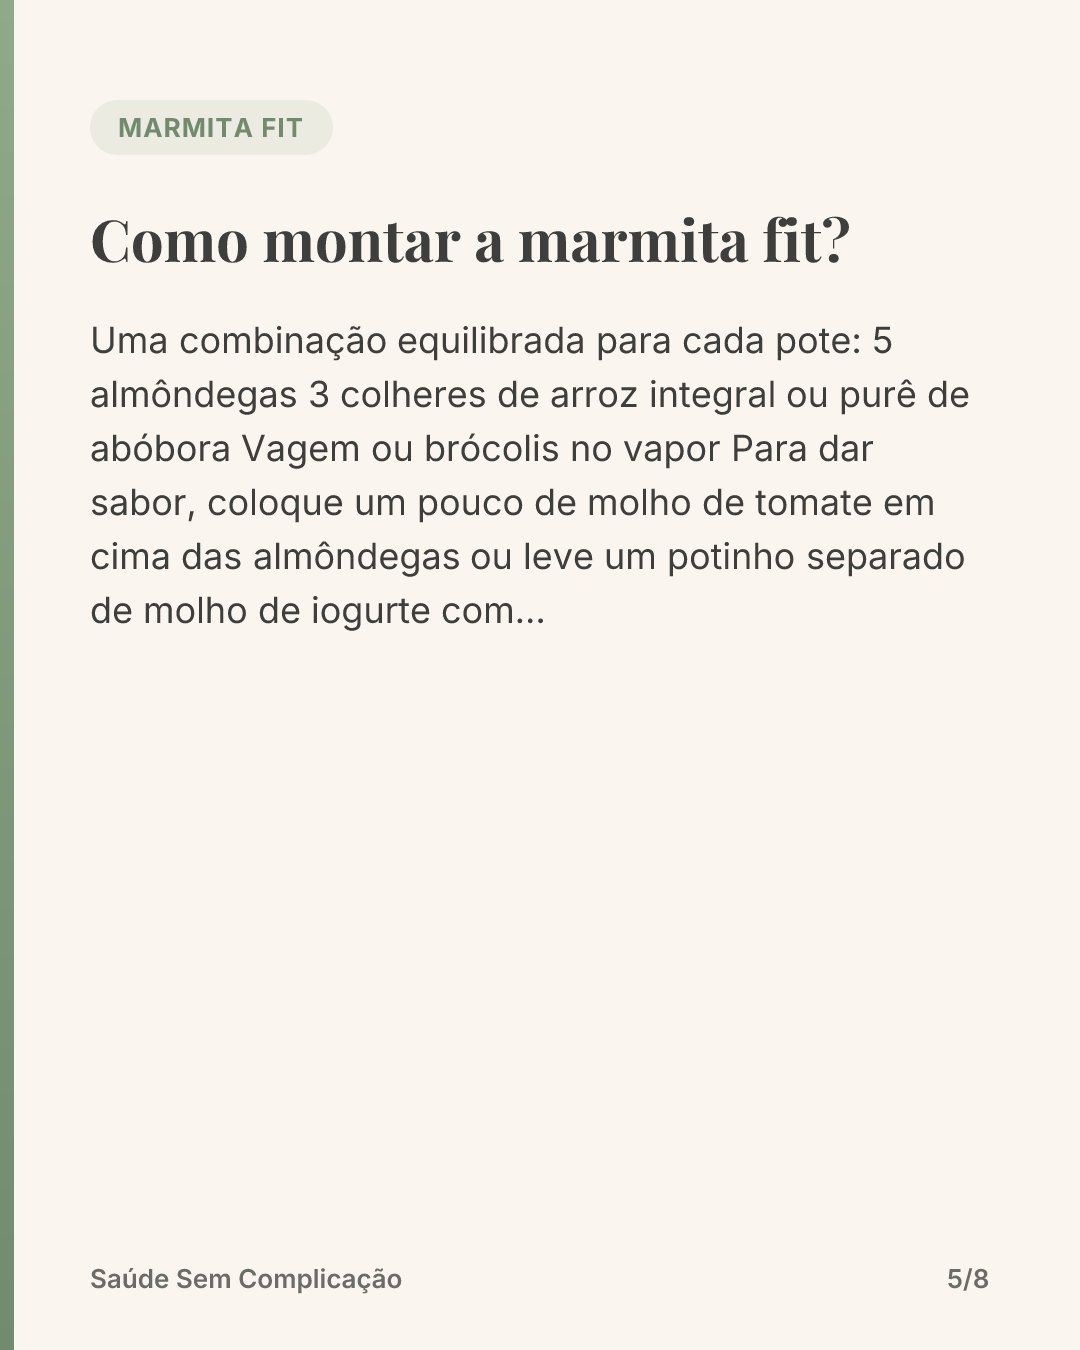 MARMITA FIT
Como montar a marmita fit?
Uma combinação equilibrada para cada pote: 5
almôndegas 3 colheres de arroz integral ou purê de
abóbora Vagem ou brócolis no vapor Para dar
sabor, coloque um pouco de molho de tomate em
cima das almôndegas ou leve um potinho separado
de molho de iogurte com...
Saúde Sem Complicação
5/8